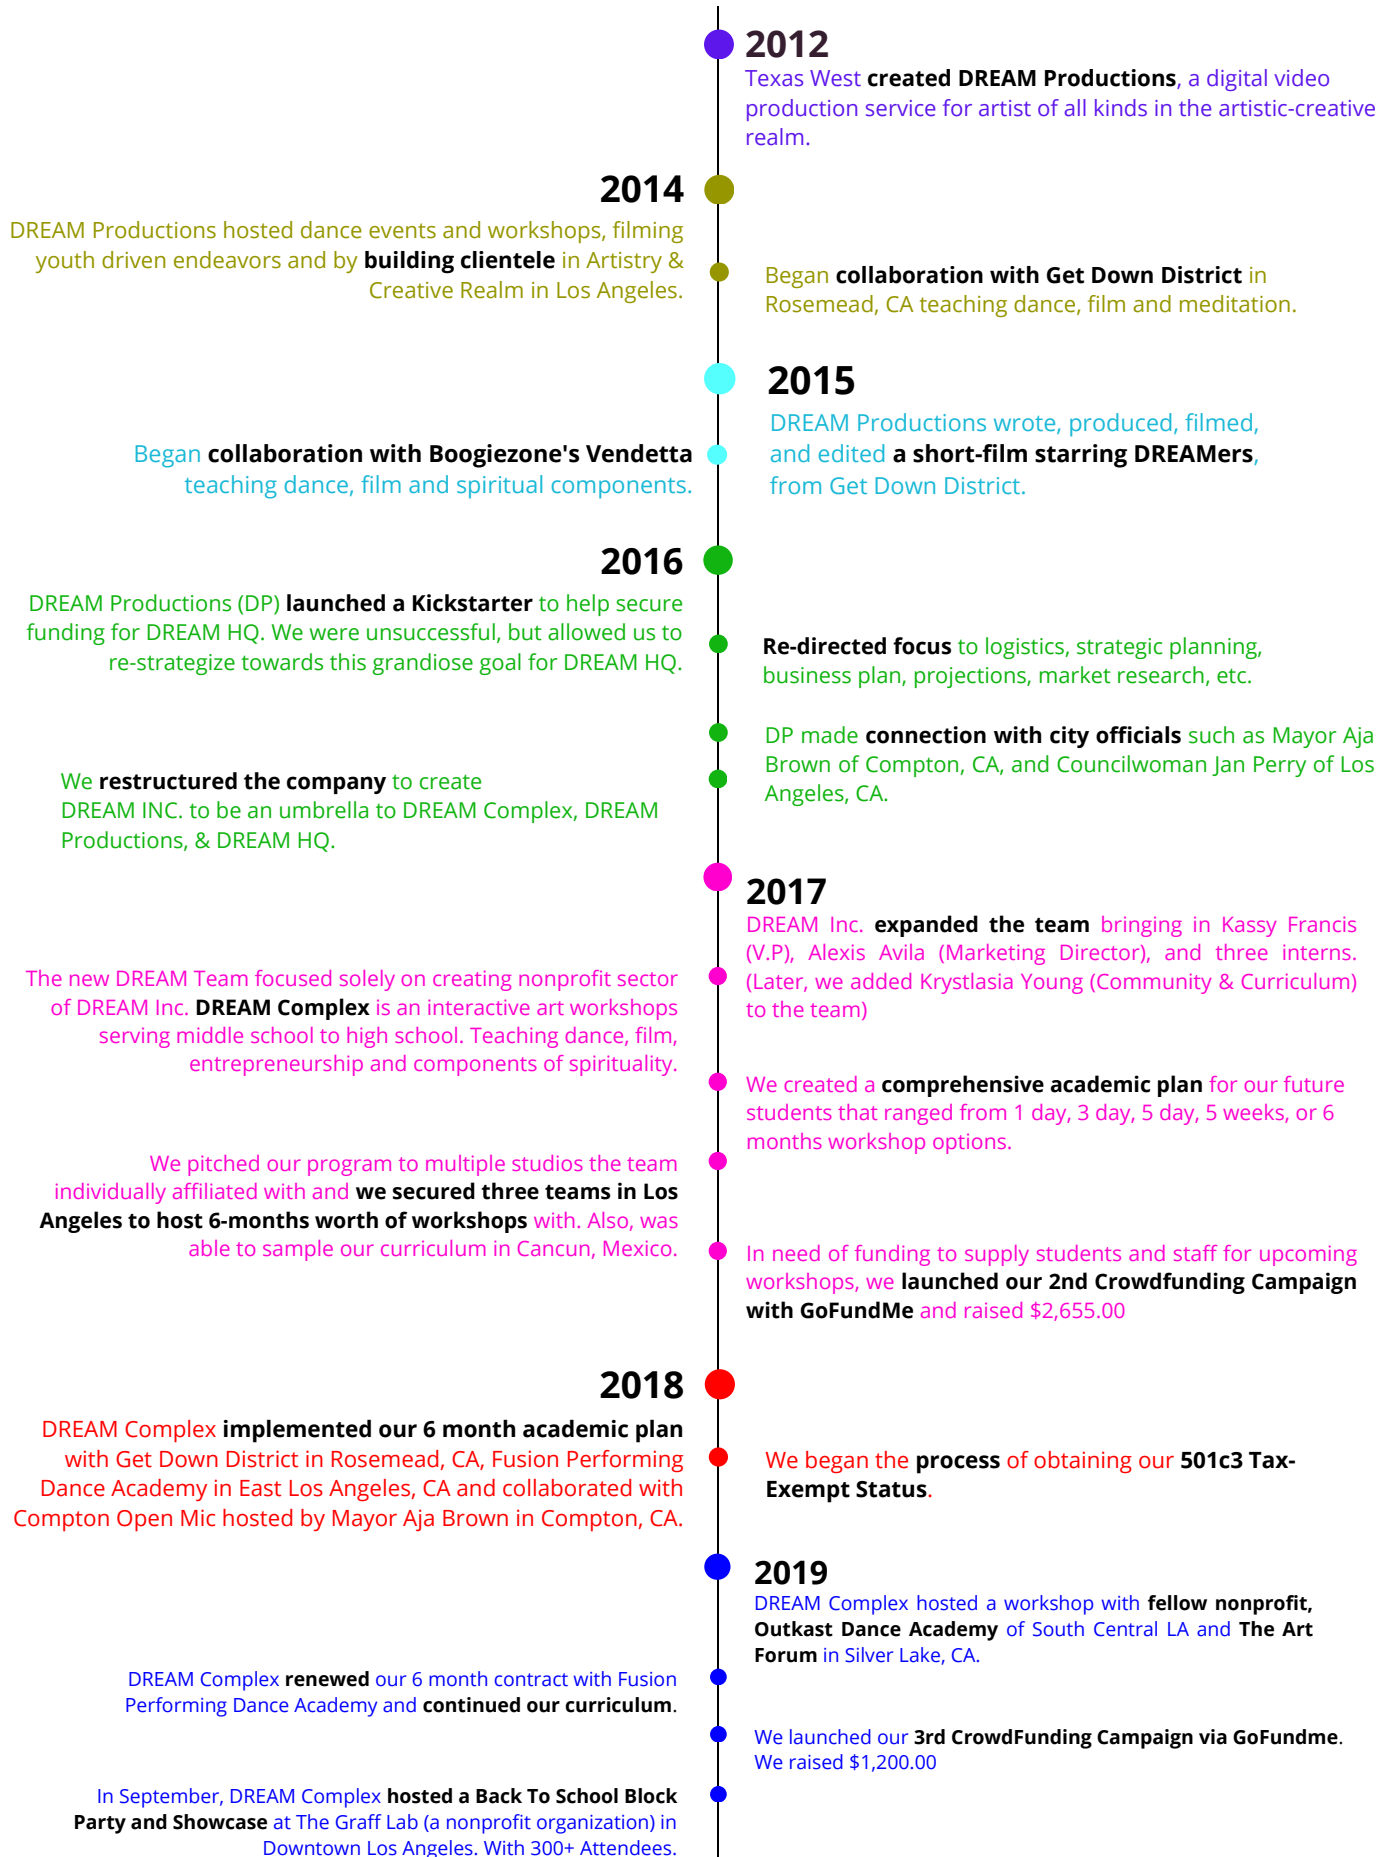 2012
Texas West created DREAM Productions, a digital video
production service for artist of all kinds in the artistic-creative
realm.
2014
DREAM Productions hosted dance events and workshops, filming
youth driven endeavors and by building clientele in Artistry &
Creative Realm in Los Angeles.
Began collaboration with Get Down District in
Rosemead, CA teaching dance, film and meditation.
2015
DREAM Productions wrote, produced, filmed,
and edited a short-film starring DREAMers,
from Get Down District.
Began collaboration with Boogiezone's Vendetta
teaching dance, film and spiritual components.
2016
DREAM Productions (DP) launched a Kickstarter to help secure
funding for DREAM HQ. We were unsuccessful, but allowed us to
re-strategize towards this grandiose goal for DREAM HQ.
Re-directed focus to logistics, strategic planning,
business plan, projections, market research, etc.
DP made connection with city officials such as Mayor Aja
Brown of Compton, CA, and Councilwoman Jan Perry of Los
Angeles, CA.
We restructured the company to create
DREAM INC. to be an umbrella to DREAM Complex, DREAM
Productions, & DREAM HQ.
2017
DREAM Inc. expanded the team bringing in Kassy Francis
(V.P), Alexis Avila (Marketing Director), and three interns.
(Later, we added Krystlasia Young (Community & Curriculum)
to the team)
The new DREAM Team focused solely on creating nonprofit sector
of DREAM Inc. DREAM Complex is an interactive art workshops
serving middle school to high school. Teaching dance, film,
entrepreneurship and components of spirituality.
We created a comprehensive academic plan for our future
students that ranged from 1 day, 3 day, 5 day, 5 weeks, or 6
months workshop options.
We pitched our program to multiple studios the team
individually affiliated with and we secured three teams in Los
Angeles to host 6-months worth of workshops with. Also, was
able to sample our curriculum in Cancun, Mexico.
In need of funding to supply students and staff for upcoming
workshops, we launched our 2nd Crowdfunding Campaign
with GoFundMe and raised $2,655.00
2018
DREAM Complex implemented our 6 month academic plan
with Get Down District in Rosemead, CA, Fusion Performing
Dance Academy in East Los Angeles, CA and collaborated with
Compton Open Mic hosted by Mayor Aja Brown in Compton, CA.
We began the process of obtaining our 501c3 Tax-
Exempt Status.
2019
DREAM Complex hosted a workshop with fellow nonprofit,
Outkast Dance Academy of South Central LA and The Art
Forum in Silver Lake, CA.
DREAM Complex renewed our 6 month contract with Fusion
Performing Dance Academy and continued our curriculum.
We launched our 3rd CrowdFunding Campaign via GoFundme.
We raised $1,200.00
In September, DREAM Complex hosted a Back To School Block
Party and Showcase at The Graff Lab (a nonprofit organization) in
Downtown Los Angeles. With 300+ Attendees.